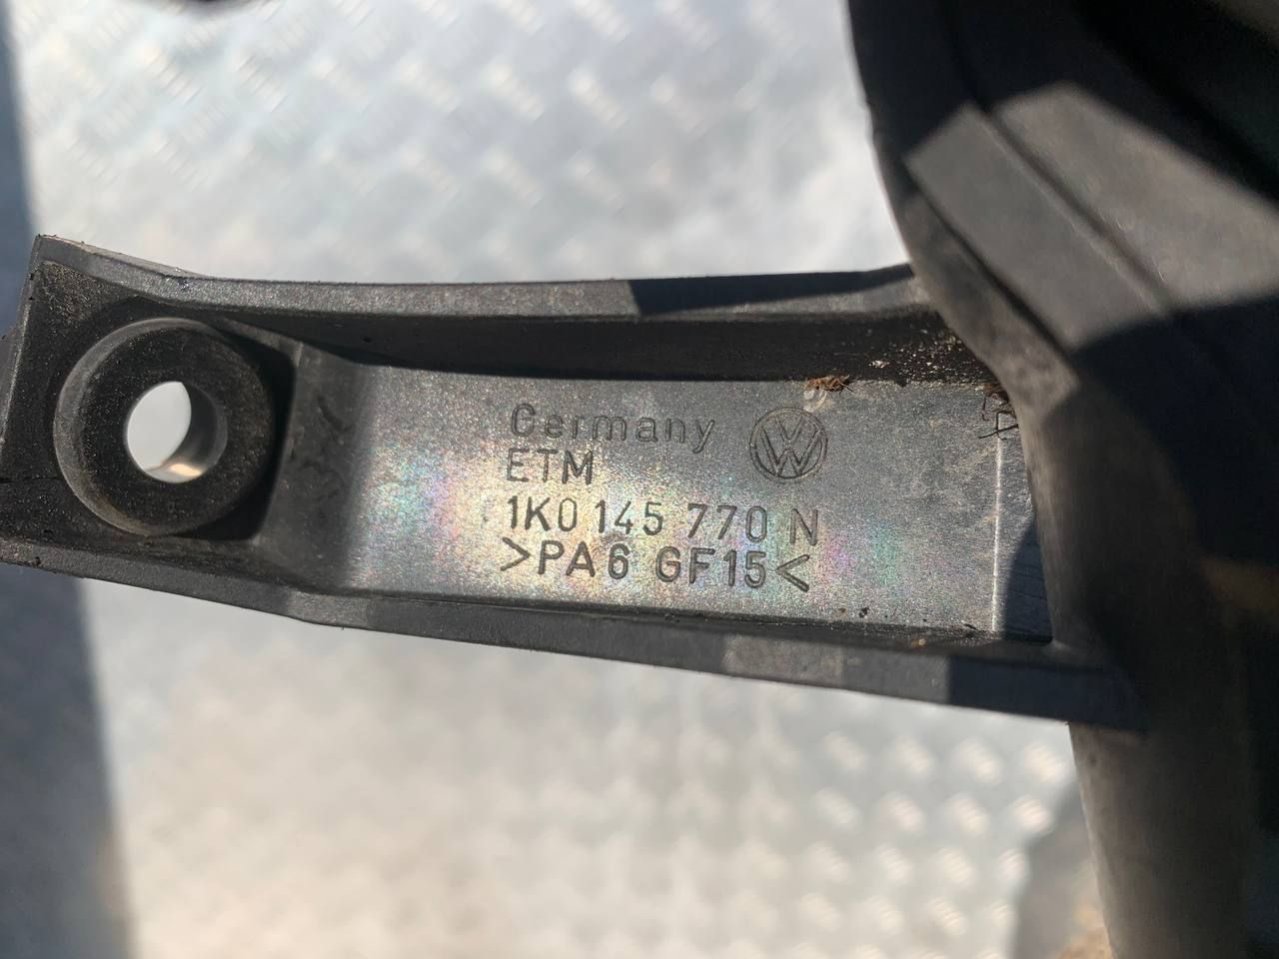 Germany
ETM
1K0 145 770 N
>PA6 GF15<